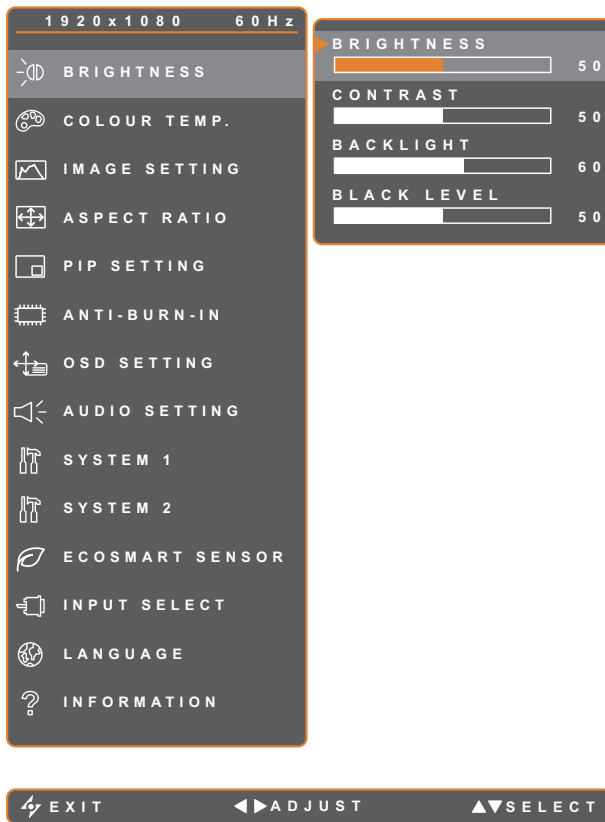 1920x1080 60Hz
BRIGHTNESS
COLOUR TEMP.
IMAGE SETTING
ASPECT RATIO
PIP SETTING
ANTI-BURN-IN
OSD SETTING
AUDIO SETTING
SYSTEM 1
SYSTEM 2
ECOSMART SENSOR
INPUT SELECT
LANGUAGE
INFORMATION
BRIGHTNESS
50
CONTRAST
50
BACKLIGHT
60
BLACK LEVEL
50
EXIT ADJUST SELECT